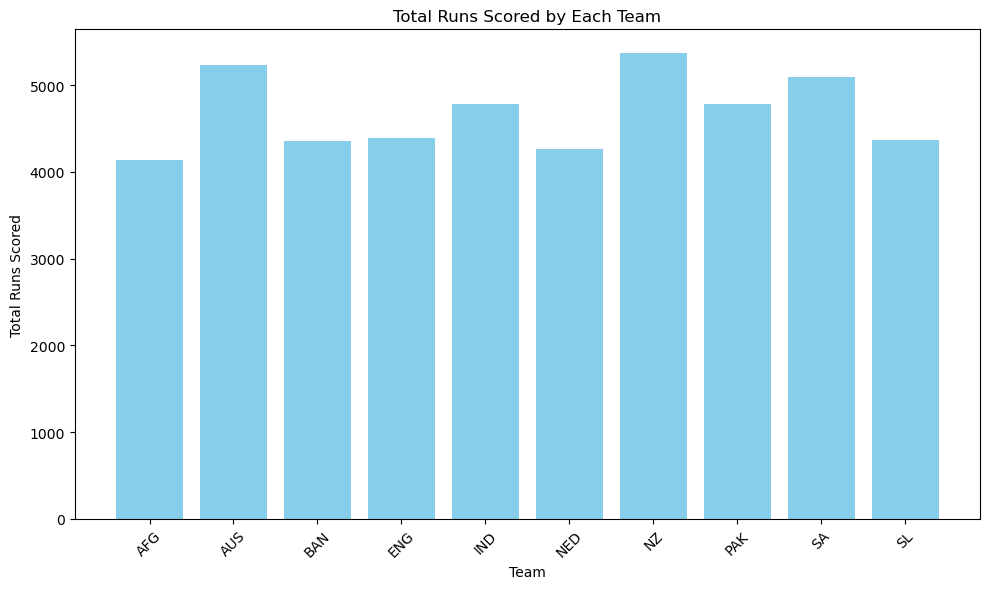 Total Runs Scored by Each Team
Total Runs Scored
5000
4000
3000
2000
1000
0
AFG
AUS
BAN
ENG
IND
NED
NZ
PAK
SA
SL
Team